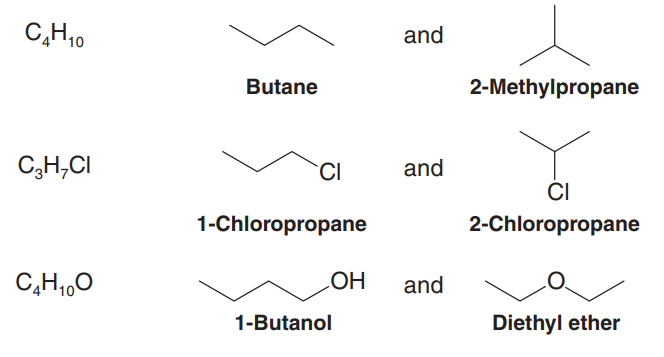 C₄H₁₀ and
Butane 2-Methylpropane
C₃H₇Cl Cl and Cl
1-Chloropropane 2-Chloropropane
C₄H₁₀O OH and O
1-Butanol Diethyl ether